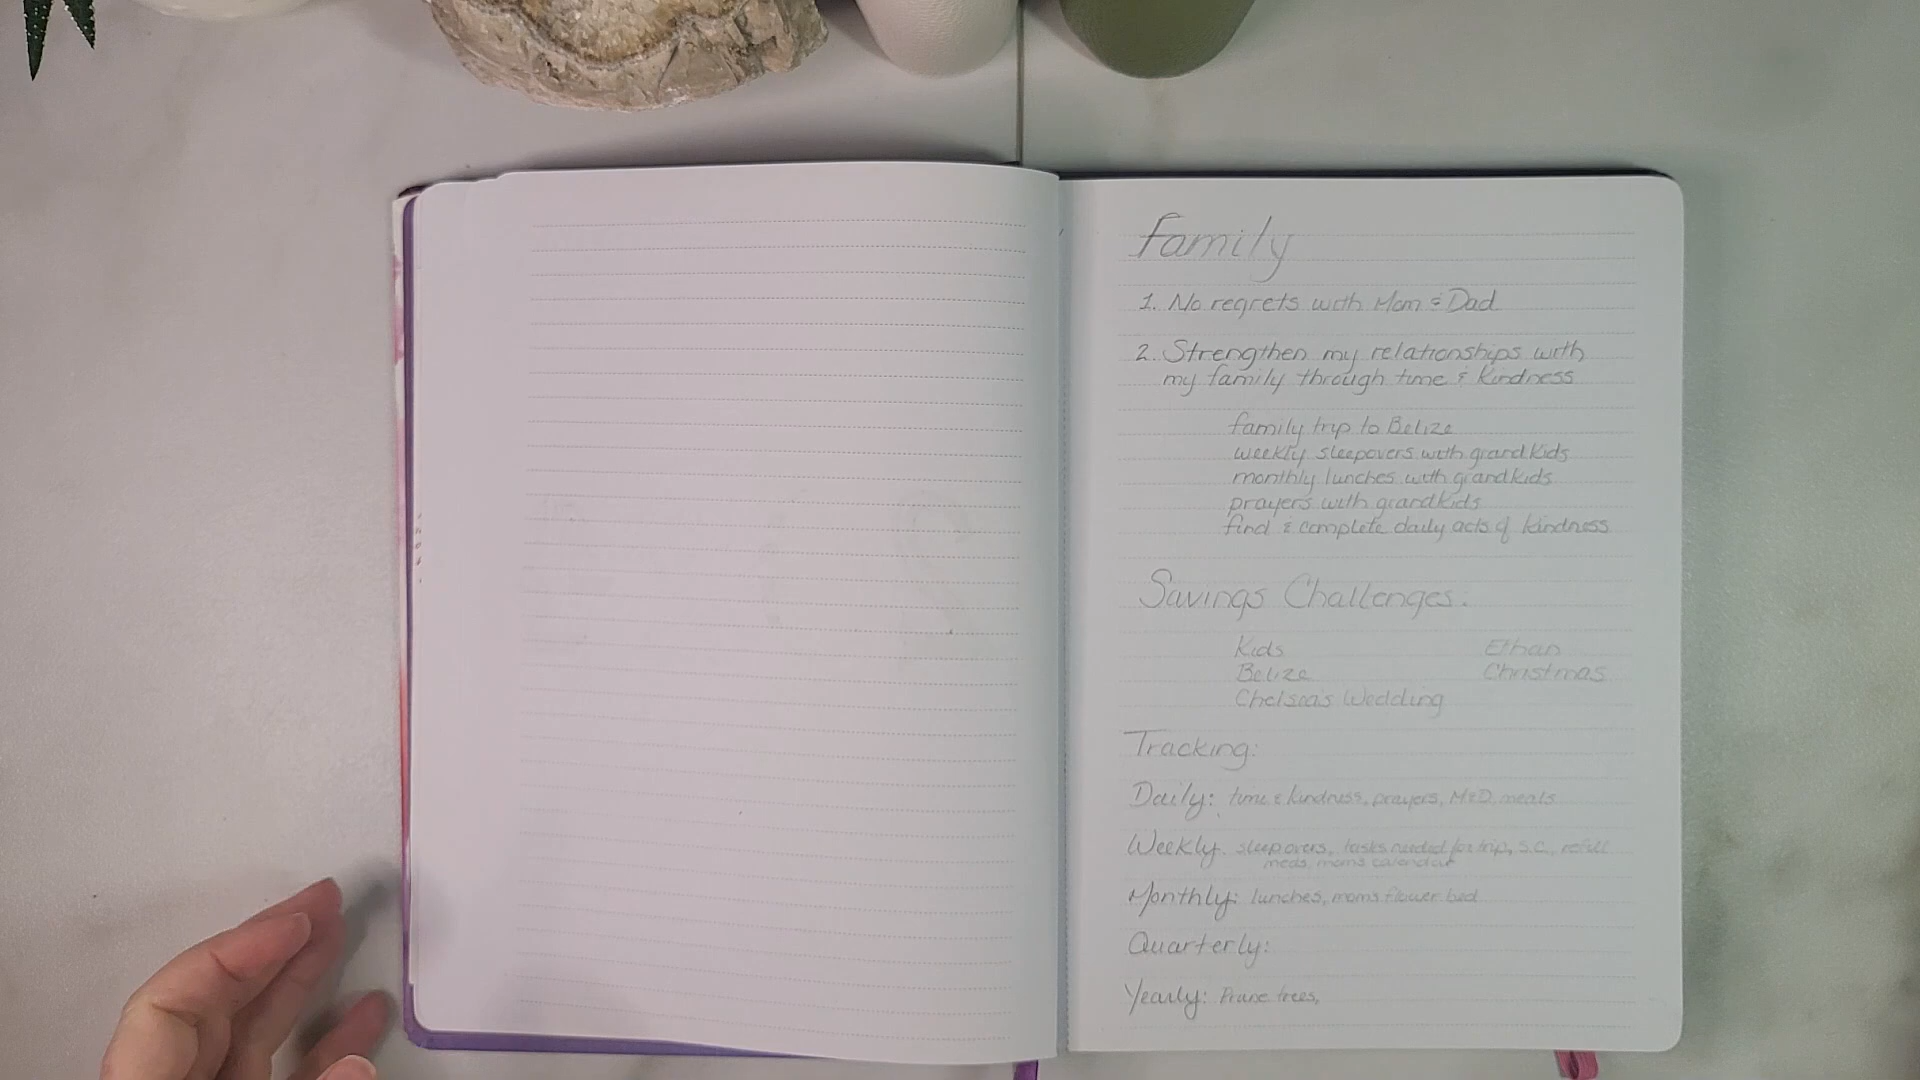 family
1. No regrets with Mom & Dad
2. Strengthen my relationships with
my family through time & kindness
family trip to Belize
weekly sleepovers with grandkids
monthly lunches with grandkids
prayers with grandkids
find & complete daily acts of kindness
Savings Challenges:
Kids
Ethan
Belize
Christmas
Chelsea's Wedding
Tracking:
Daily: time & kindness, prayers, M&D meals
Weekly: sleepovers, tasks needed for trip, s.c., refill
meds, moms calendar
Monthly: lunches, moms flower bed
Quarterly:
Yearly: Prune trees,